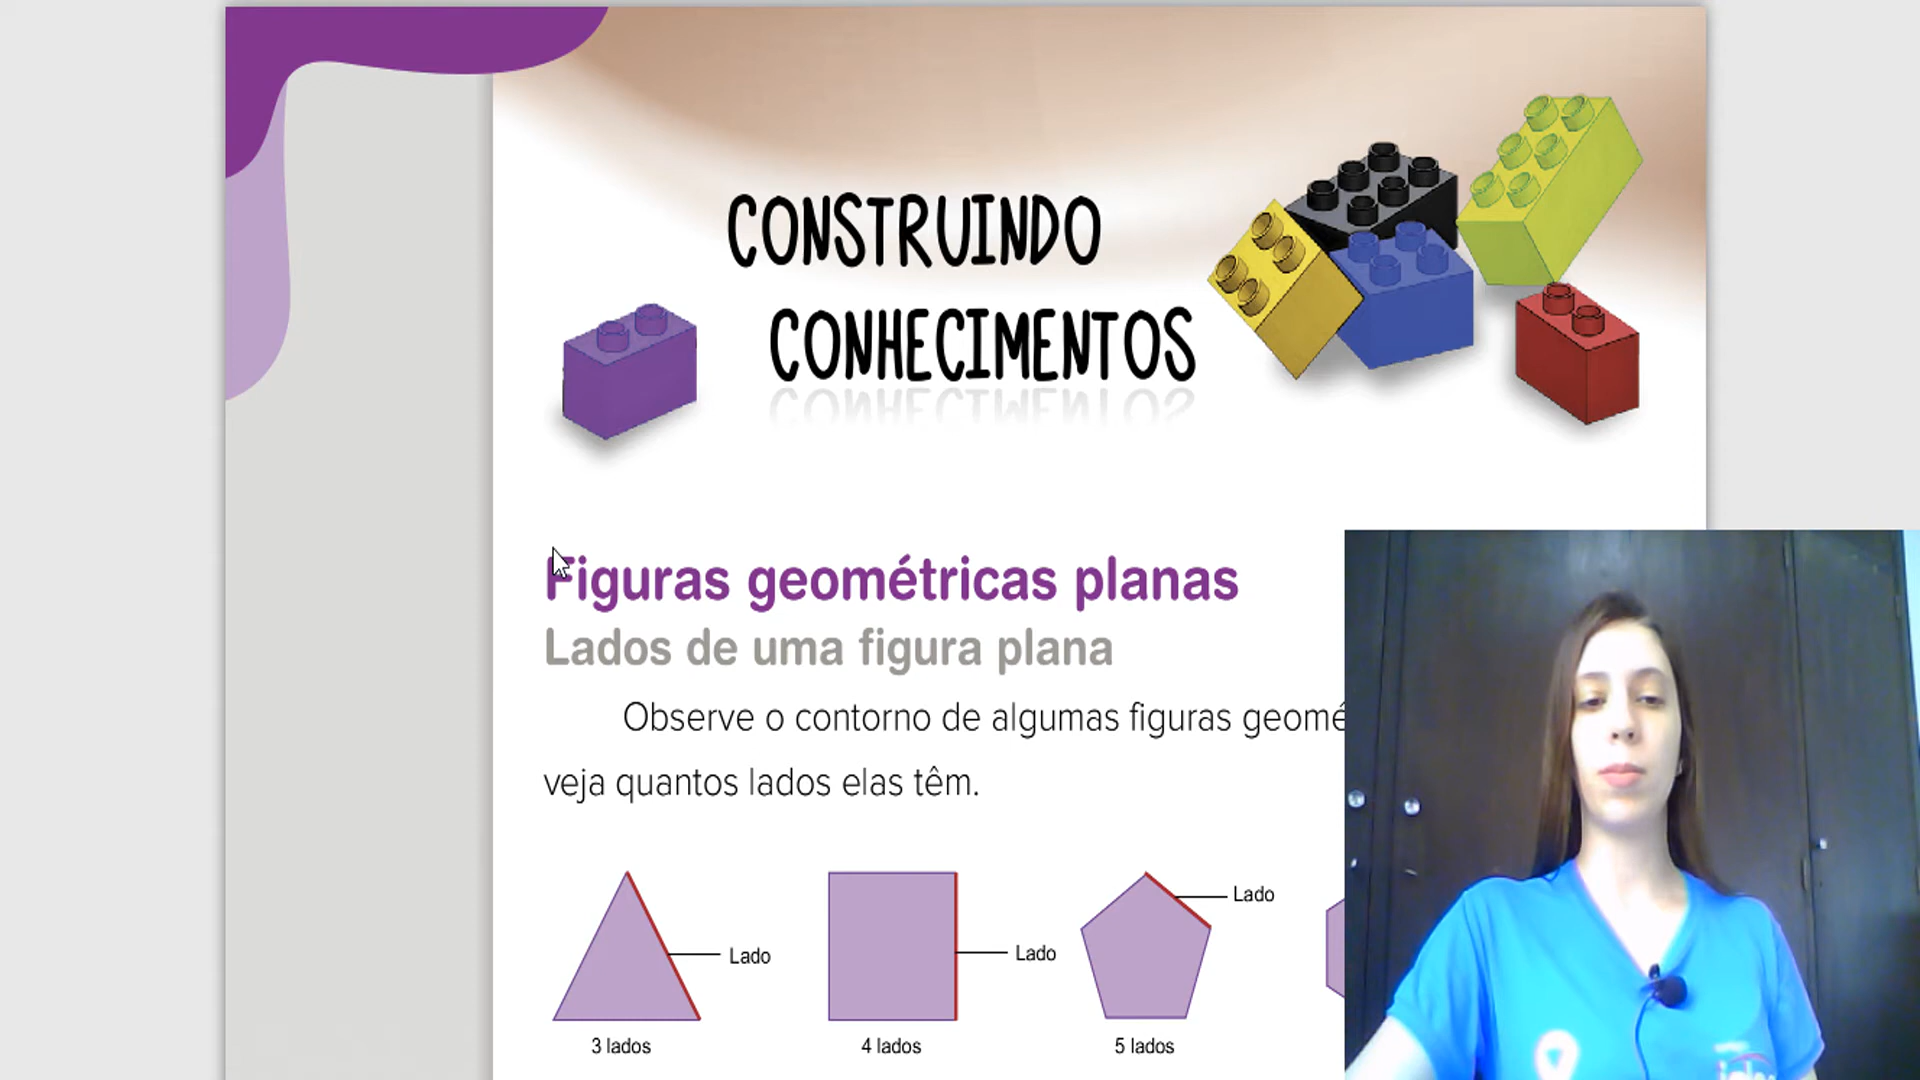 CONSTRUINDO
CONHECIMENTOS
Figuras geométricas planas
Lados de uma figura plana
Observe o contorno de algumas figuras
veja quantos lados elas têm.
Lado
Lado
Lado
3 lados
4 lados
5 lados